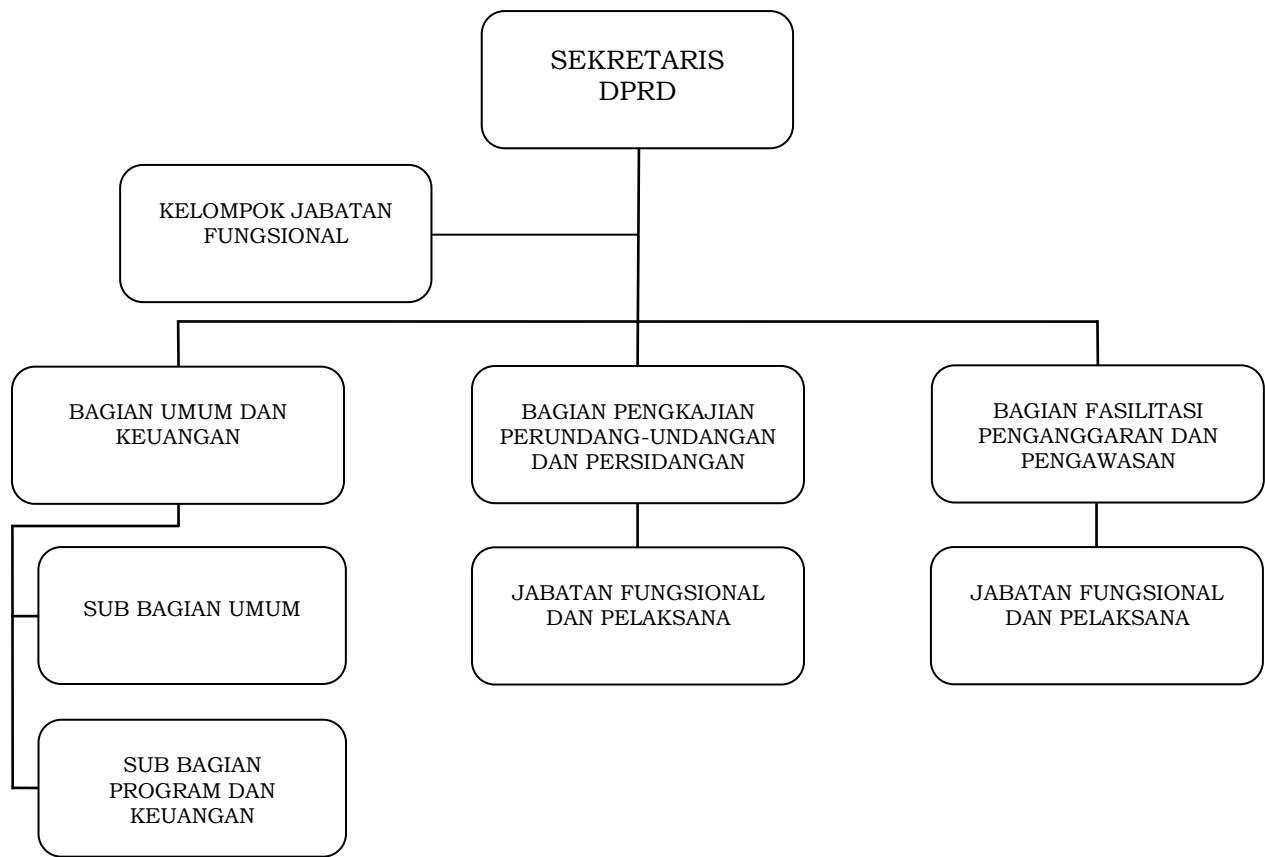 SEKRETARIS
DPRD
KELOMPOK JABATAN
FUNGSIONAL
BAGIAN UMUM DAN
KEUANGAN
BAGIAN PENGKAJIAN
PERUNDANG-UNDANGAN
DAN PERSIDANGAN
BAGIAN FASILITASI
PENGANGGARAN DAN
PENGAWASAN
SUB BAGIAN UMUM
JABATAN FUNGSIONAL
DAN PELAKSANA
JABATAN FUNGSIONAL
DAN PELAKSANA
SUB BAGIAN
PROGRAM DAN
KEUANGAN